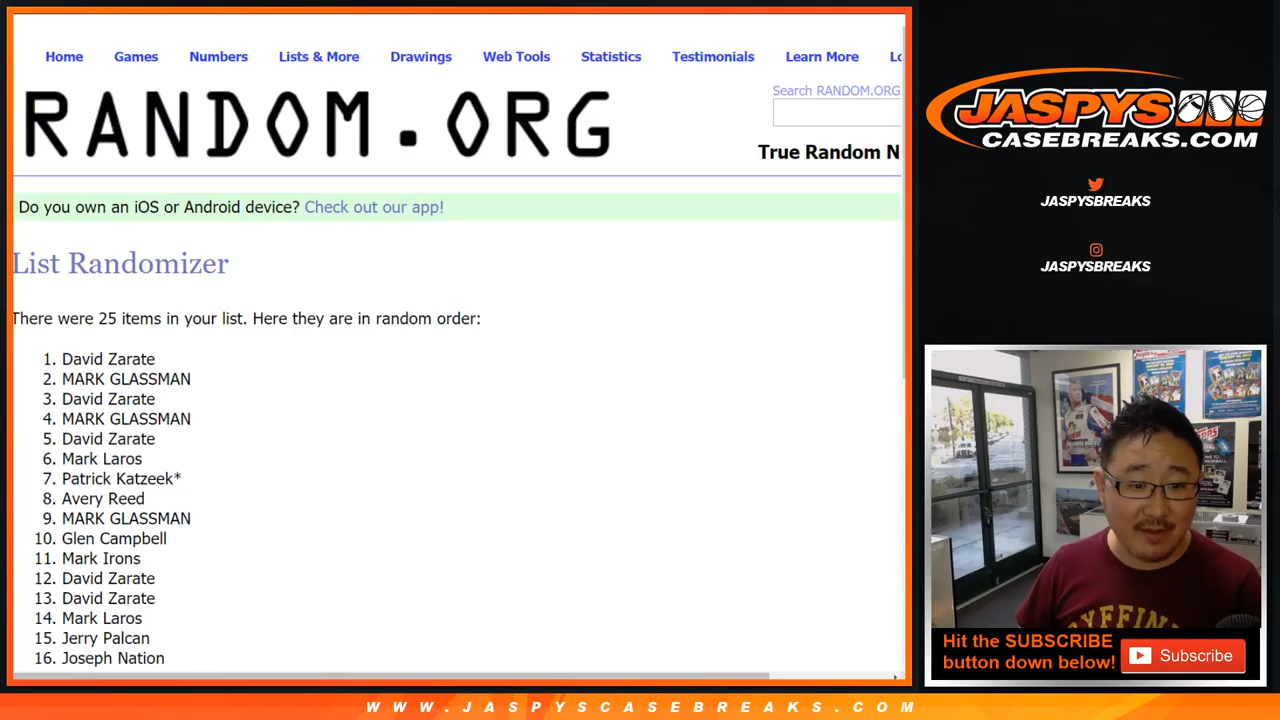 Home Games Numbers Lists & More Drawings Web Tools Statistics Testimonials Learn More
Search RANDOM.ORG
RANDOM.ORG
True Random N
Do you own an iOS or Android device? Check out our app!
List Randomizer
There were 25 items in your list. Here they are in random order:
1. David Zarate
2. MARK GLASSMAN
3. David Zarate
4. MARK GLASSMAN
5. David Zarate
6. Mark Laros
7. Patrick Katzeek*
8. Avery Reed
9. MARK GLASSMAN
10. Glen Campbell
11. Mark Irons
12. David Zarate
13. David Zarate
14. Mark Laros
15. Jerry Palcan
16. Joseph Nation
JASPYS
CASEBREAKS.COM
JASPYSBREAKS
JASPYSBREAKS
Hit the SUBSCRIBE
button down below!
Subscribe
WWW.JASPYSCASEBREAKS.COM